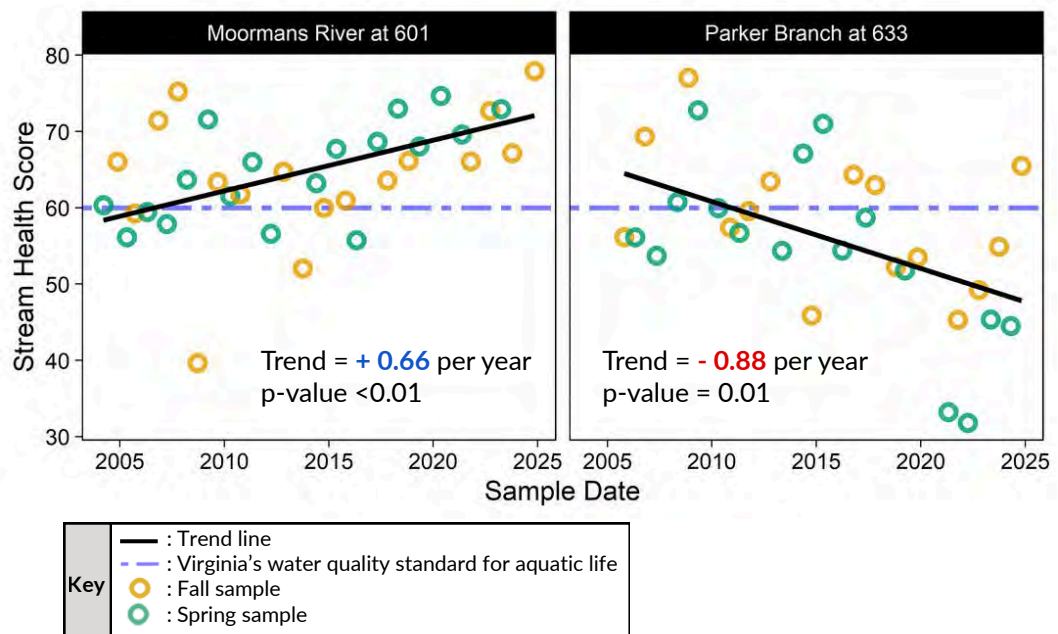 Moormans River at 601
Parker Branch at 633
Stream Health Score
80
70
60
50
40
30
Trend = + 0.66 per year
p-value <0.01
Trend = - 0.88 per year
p-value = 0.01
2005 2010 2015 2020 2025
2005 2010 2015 2020 2025
Sample Date
Key
: Trend line
: Virginia's water quality standard for aquatic life
: Fall sample
: Spring sample